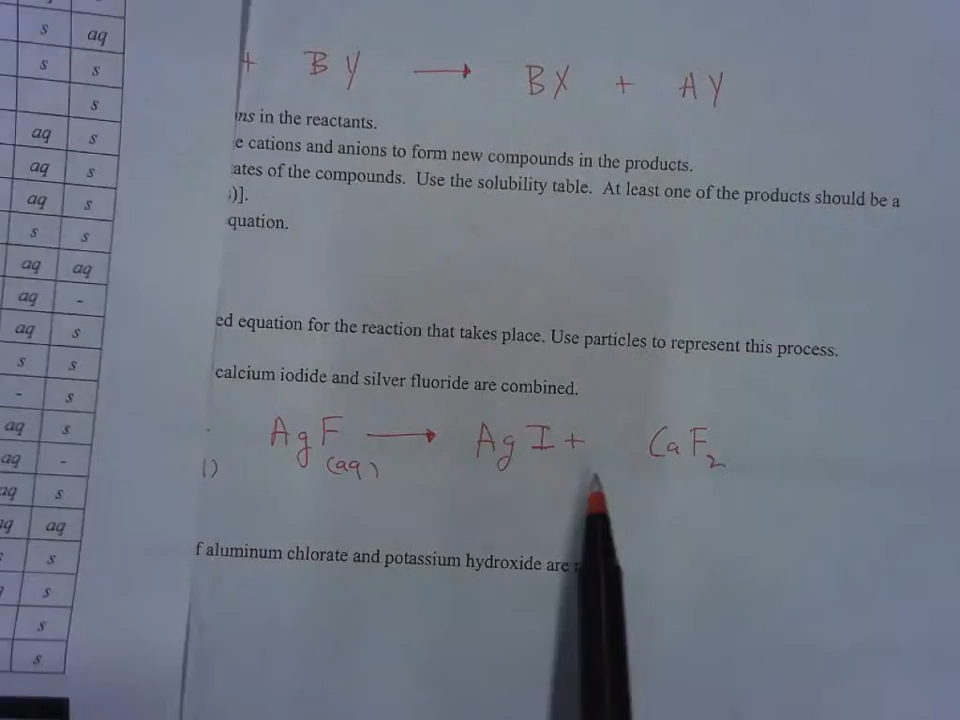 + BY → BX + AY
ns in the reactants.
e cations and anions to form new compounds in the products.
ates of the compounds. Use the solubility table. At least one of the products should be a
)].
quation.
ed equation for the reaction that takes place. Use particles to represent this process.
calcium iodide and silver fluoride are combined.
AgF → AgI + CaF₂
(aq)
f aluminum chlorate and potassium hydroxide are
s aq
s s
s
aq s
aq s
aq s
s s
aq aq
aq -
aq s
s s
- s
aq s
aq -
aq s
aq aq
s
s
s
s